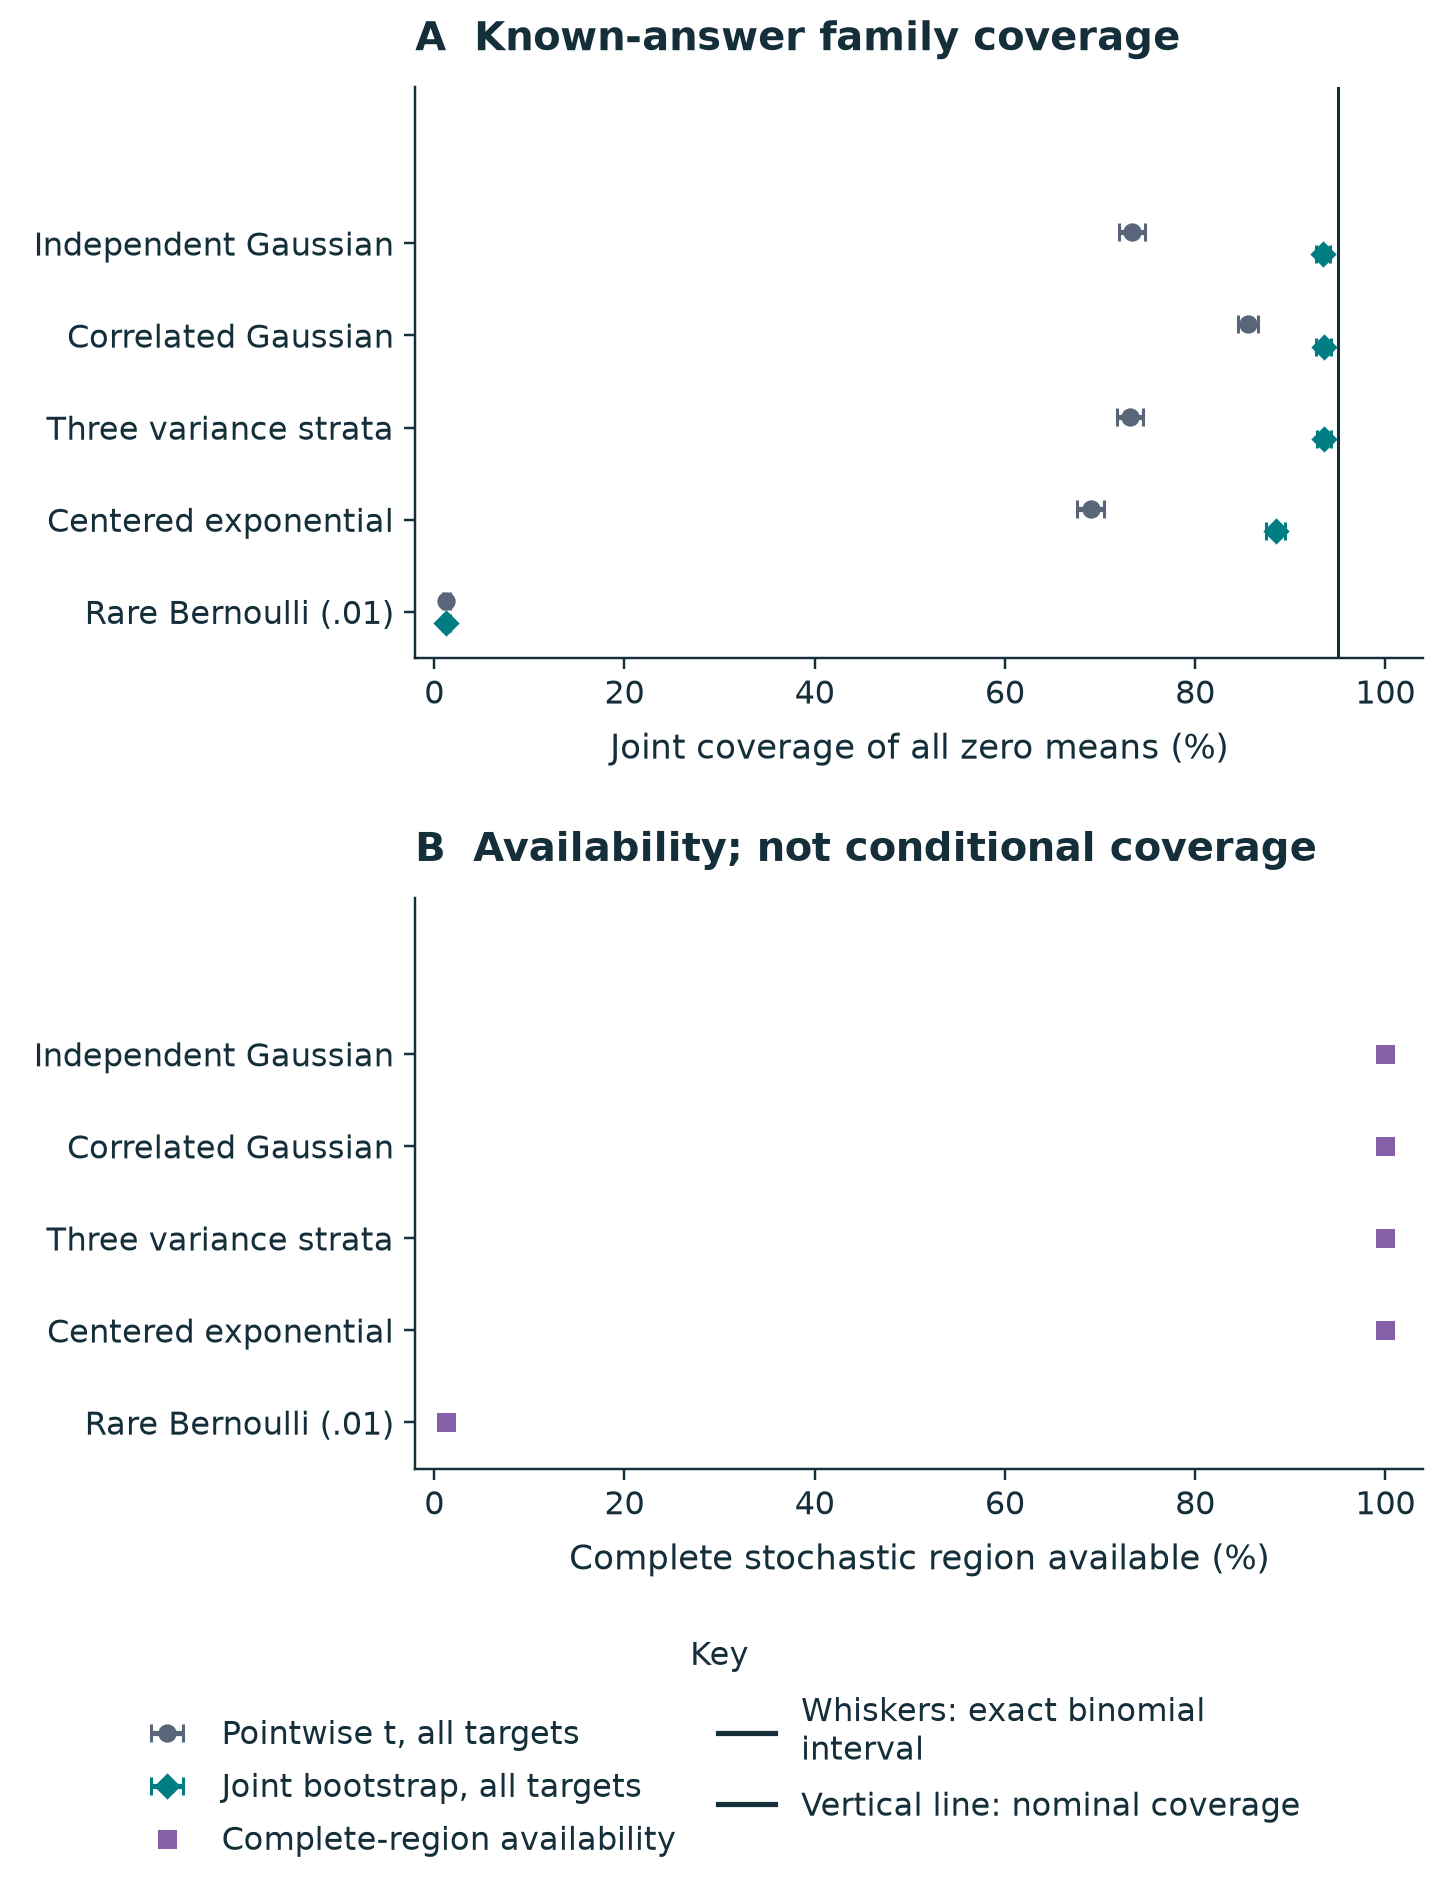 A Known-answer family coverage
Independent Gaussian
Correlated Gaussian
Three variance strata
Centered exponential
Rare Bernoulli (.01)
0 20 40 60 80 100
Joint coverage of all zero means (%)
B Availability; not conditional coverage
Independent Gaussian
Correlated Gaussian
Three variance strata
Centered exponential
Rare Bernoulli (.01)
0 20 40 60 80 100
Complete stochastic region available (%)
Key
Pointwise t, all targets
Joint bootstrap, all targets
Complete-region availability
Whiskers: exact binomial
interval
Vertical line: nominal coverage